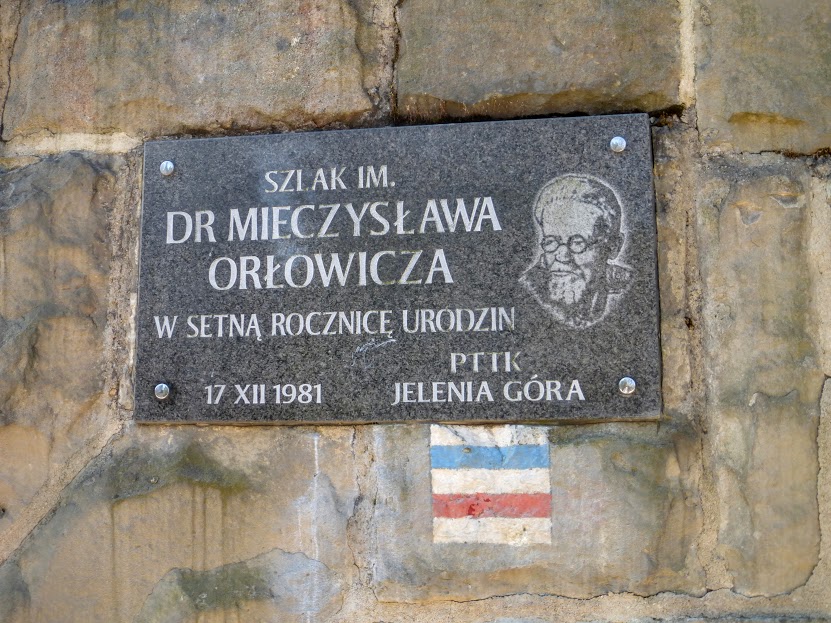 SZLAK IM.
DR MIECZYSŁAWA
ORŁOWICZA
W SETNĄ ROCZNICĘ URODZIN
PTTK
17 XII 1981 JELENIA GÓRA